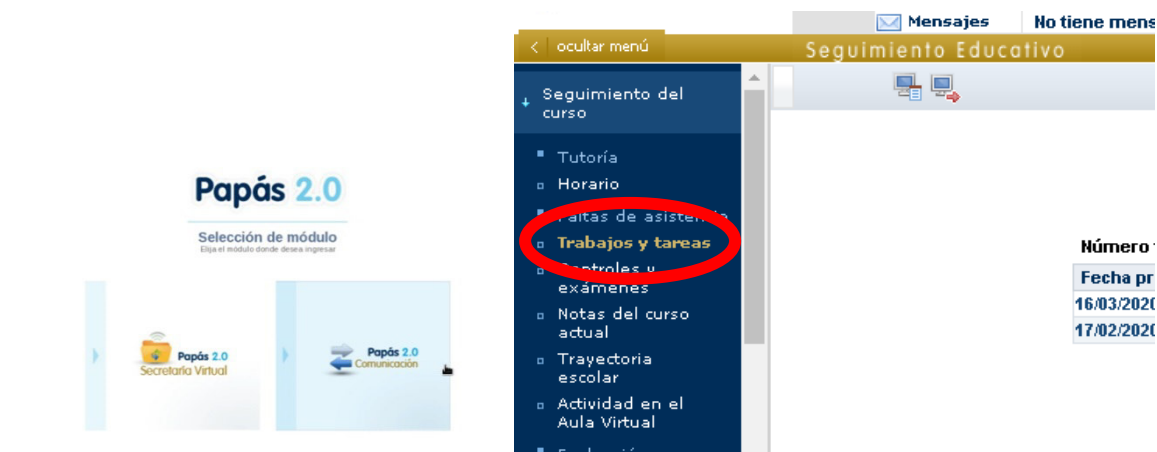 Papás 2.0
Selección de módulo
Elija el módulo donde desea ingresar
Papás 2.0
Secretaría Virtual
Papás 2.0
Comunicación
Mensajes
No tiene mens
< ocultar menú
Seguimiento Educativo
Seguimiento del
curso
Tutoría
Horario
Faltas de asistencia
Trabajos y tareas
Controles y
exámenes
Notas del curso
actual
Trayectoria
escolar
Actividad en el
Aula Virtual
Número
Fecha pr
16/03/2020
17/02/2020